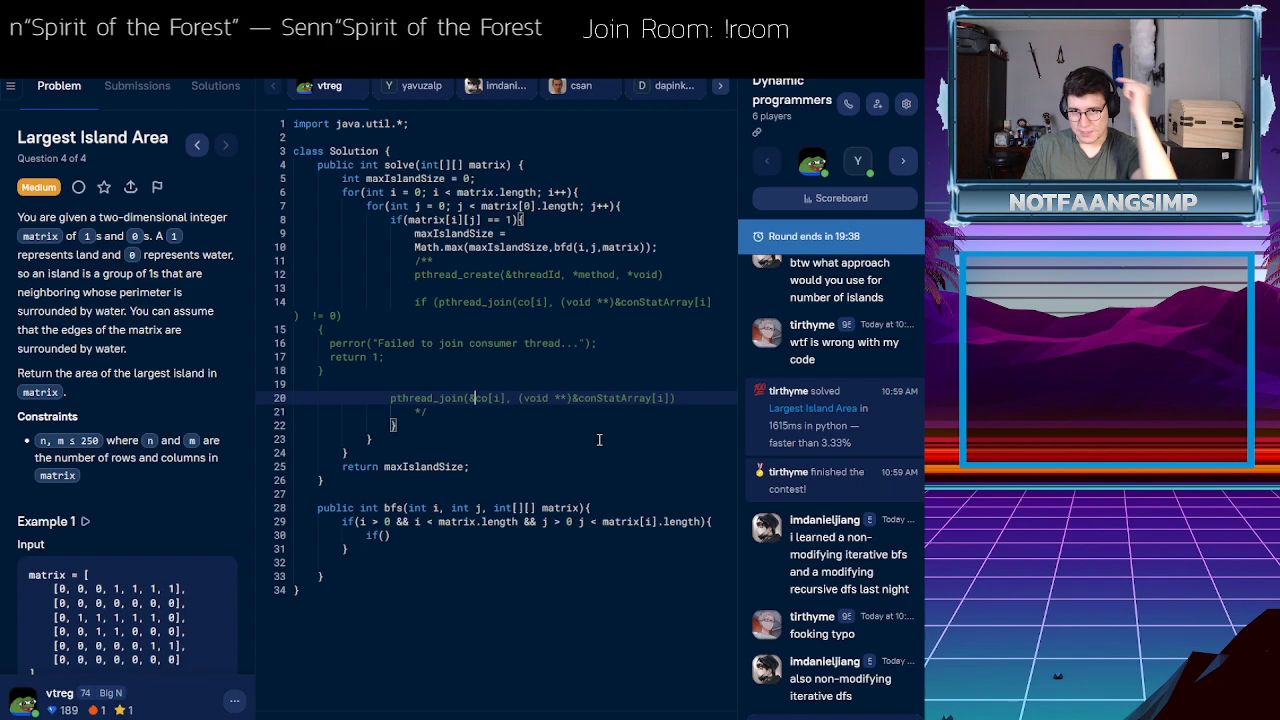 n“Spirit of the Forest” — Senn“Spirit of the Forest
Join Room: !room
Problem
Submissions
Solutions
Largest Island Area
Question 4 of 4
Medium
You are given a two-dimensional integer
matrix of 1s and 0s. A 1
represents land and 0 represents water,
so an island is a group of 1s that are
neighboring whose perimeter is
surrounded by water. You can assume
that the edges of the matrix are
surrounded by water.
Return the area of the largest island in
matrix.
Constraints
• n, m ≤ 250 where n and m are
the number of rows and columns in
matrix
Example 1
Input
matrix = [
[0, 0, 0, 1, 1, 1, 1],
[0, 0, 0, 0, 0, 0, 0],
[0, 1, 1, 1, 1, 1, 0],
[0, 0, 1, 1, 0, 0, 0],
[0, 0, 0, 0, 0, 1, 1],
[0, 0, 0, 0, 0, 0, 0]
vtreg 74 Big N
189 1 1
...
vtreg
Y yavuzalp
imdani...
csan
D dapink...
1 import java.util.*;
2
3 class Solution {
4 public int solve(int[][] matrix) {
5 int maxIslandSize = 0;
6 for(int i = 0; i < matrix.length; i++){
7 for(int j = 0; j < matrix[0].length; j++){
8 if(matrix[i][j] == 1){
9 maxIslandSize =
10 Math.max(maxIslandSize,bfd(i,j,matrix));
11 /**
12 pthread_create(&threadId, *method, *void)
13
14 if (pthread_join(co[i], (void **)&conStatArray[i]
) != 0)
15 {
16 perror("Failed to join consumer thread...");
17 return 1;
18 }
19
20 pthread_join(&co[i], (void **)&conStatArray[i])
21 */
22 }
23 }
24 }
25 return maxIslandSize;
26 }
27
28 public int bfs(int i, int j, int[][] matrix){
29 if(i > 0 && i < matrix.length && j > 0 j < matrix[i].length){
30 if()
31 }
32
33 }
34 }
Dynamic
programmers
6 players
Y
Scoreboard
Round ends in 19:38
btw what approach
would you use for
number of islands
tirthyme 95 Today at 10:...
wtf is wrong with my
code
💯 tirthyme solved 10:59 AM
Largest Island Area in
1615ms in python —
faster than 3.33%
tirthyme finished the 10:59 AM
contest!
imdanieljiang 5 Today ...
i learned a non-
modifying iterative bfs
and a modifying
recursive dfs last night
tirthyme 95 Today at 10:...
fooking typo
imdanieljiang 5 Today ...
also non-modifying
iterative dfs
NOTFAANGSIMP